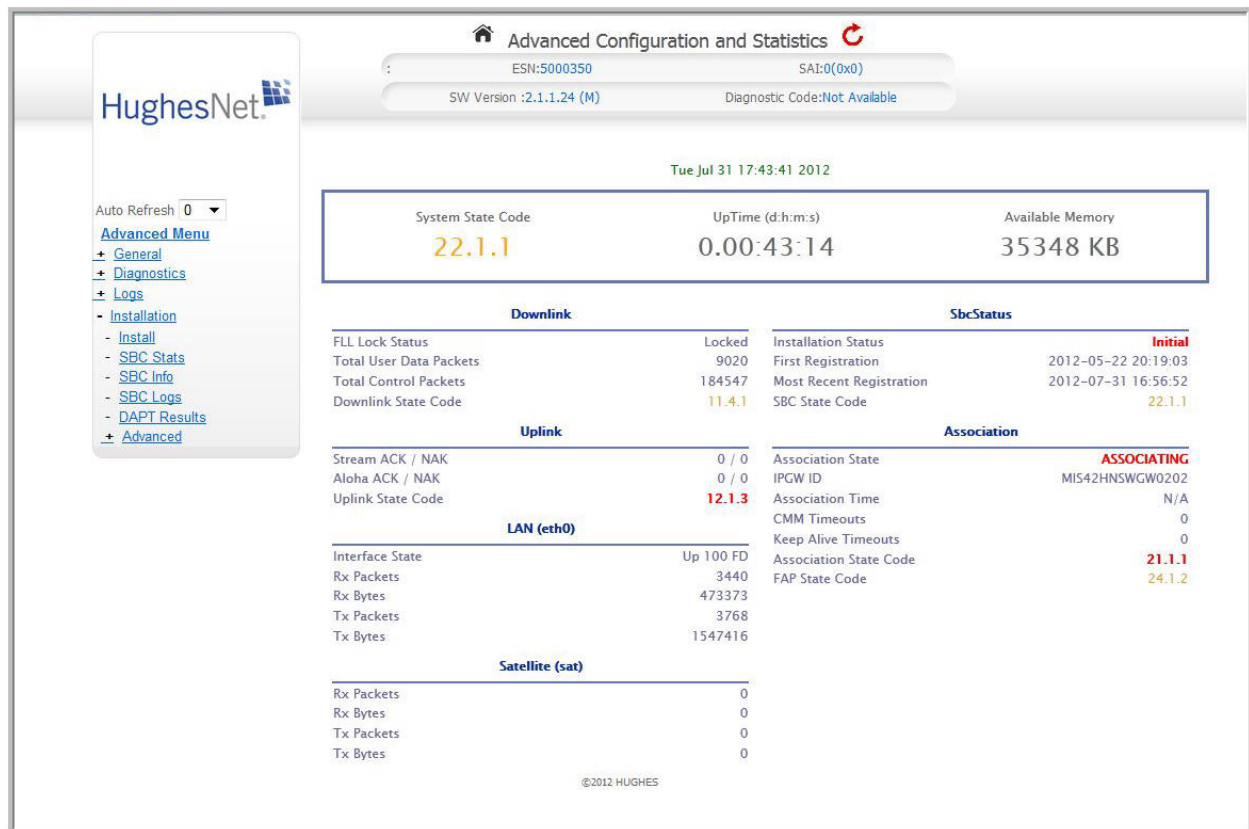 HughesNet.
Advanced Configuration and Statistics
: ESN:5000350 SAI:0(0x0)
SW Version :2.1.1.24 (M) Diagnostic Code:Not Available
Auto Refresh 0
Advanced Menu
+ General
+ Diagnostics
+ Logs
- Installation
- Install
- SBC Stats
- SBC Info
- SBC Logs
- DAPT Results
+ Advanced
Tue Jul 31 17:43:41 2012
System State Code UpTime (d:h:m:s) Available Memory
22.1.1 0.00:43:14 35348 KB
Downlink
FLL Lock Status Locked
Total User Data Packets 9020
Total Control Packets 184547
Downlink State Code 11.4.1
Uplink
Stream ACK / NAK 0 / 0
Aloha ACK / NAK 0 / 0
Uplink State Code 12.1.3
LAN (eth0)
Interface State Up 100 FD
Rx Packets 3440
Rx Bytes 473373
Tx Packets 3768
Tx Bytes 1547416
Satellite (sat)
Rx Packets 0
Rx Bytes 0
Tx Packets 0
Tx Bytes 0
SbcStatus
Installation Status Initial
First Registration 2012-05-22 20:19:03
Most Recent Registration 2012-07-31 16:56:52
SBC State Code 22.1.1
Association
Association State ASSOCIATING
IPGW ID MIS42HNSWGW0202
Association Time N/A
CMM Timeouts 0
Keep Alive Timeouts 0
Association State Code 21.1.1
FAP State Code 24.1.2
©2012 HUGHES